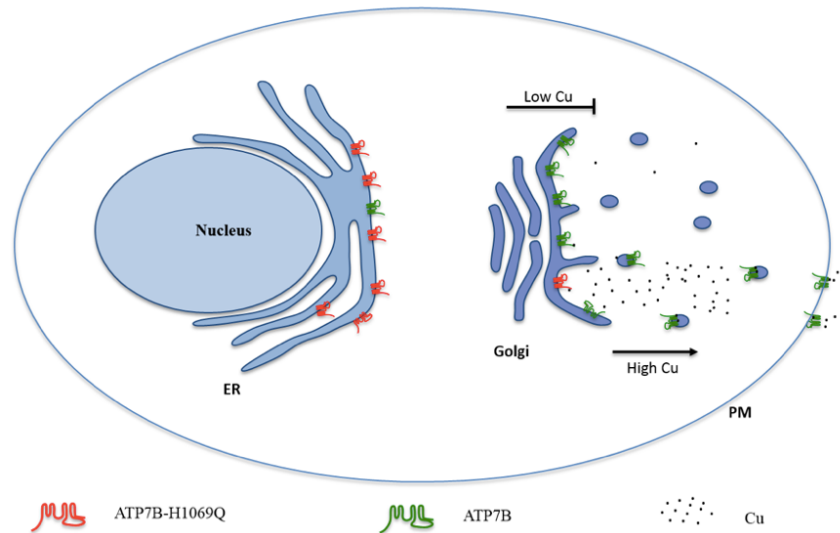 Low Cu
Nucleus
Golgi
High Cu
ER
PM
ATP7B-H1069Q
ATP7B
Cu